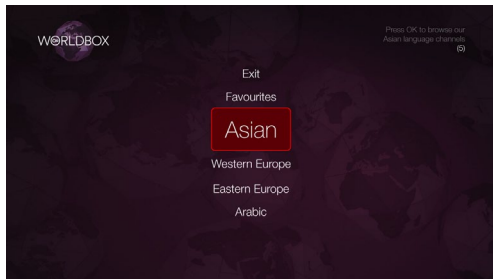 WORLDBOX
Press OK to browse our
Asian language channels
(5)
Exit
Favourites
Asian
Western Europe
Eastern Europe
Arabic